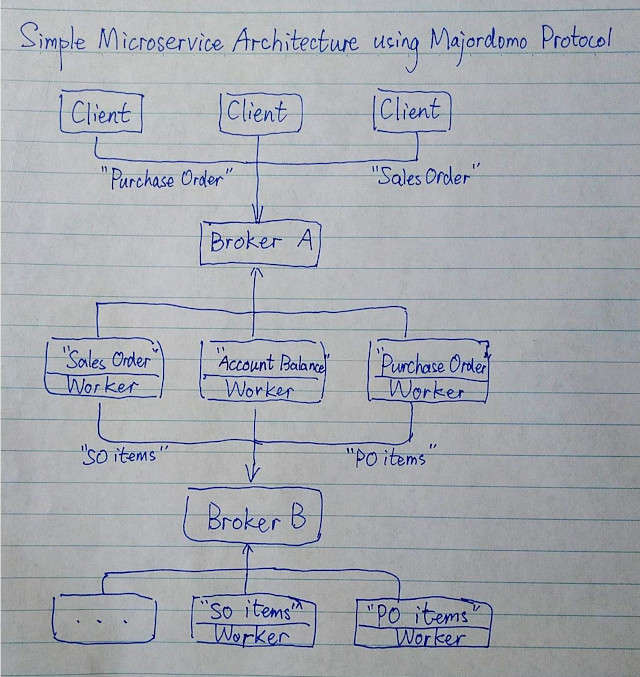 Simple Microservice Architecture using Majordomo Protocol
Client Client Client
"Purchase Order" "Sales Order"
Broker A
"Sales Order" "Account Balance" "Purchase Order"
Worker Worker Worker
"SO items" "PO items"
Broker B
... "SO items" "PO items"
Worker Worker